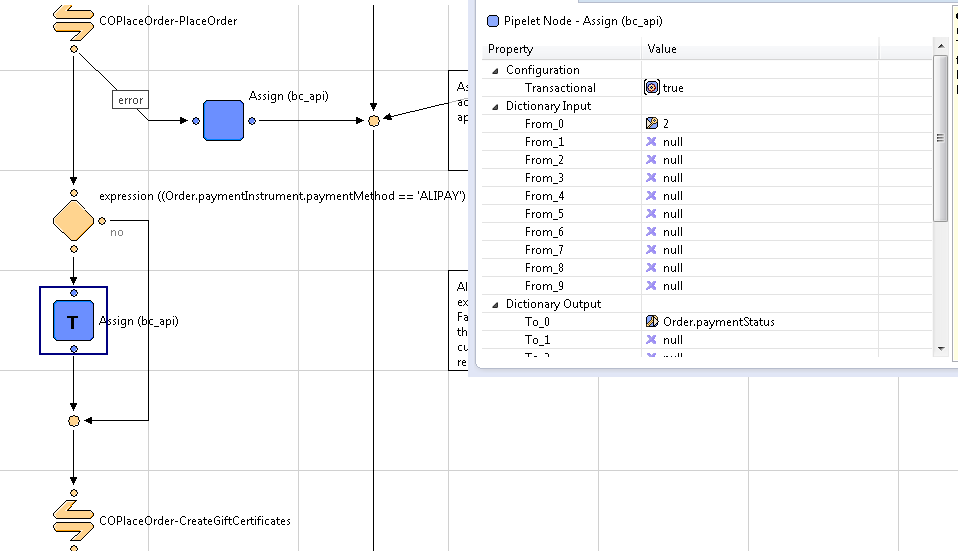 COPlaceOrder-PlaceOrder
error
Assign (bc_api)
As
ac
ap
expression ((Order.paymentInstrument.paymentMethod == 'ALIPAY')
no
T
Assign (bc_api)
Al
ex
Fa
th
cu
re
COPlaceOrder-CreateGiftCertificates
Pipelet Node - Assign (bc_api)
Property Value
Configuration
Transactional true
Dictionary Input
From_0 2
From_1 null
From_2 null
From_3 null
From_4 null
From_5 null
From_6 null
From_7 null
From_8 null
From_9 null
Dictionary Output
To_0 Order.paymentStatus
To_1 null
To_2 null